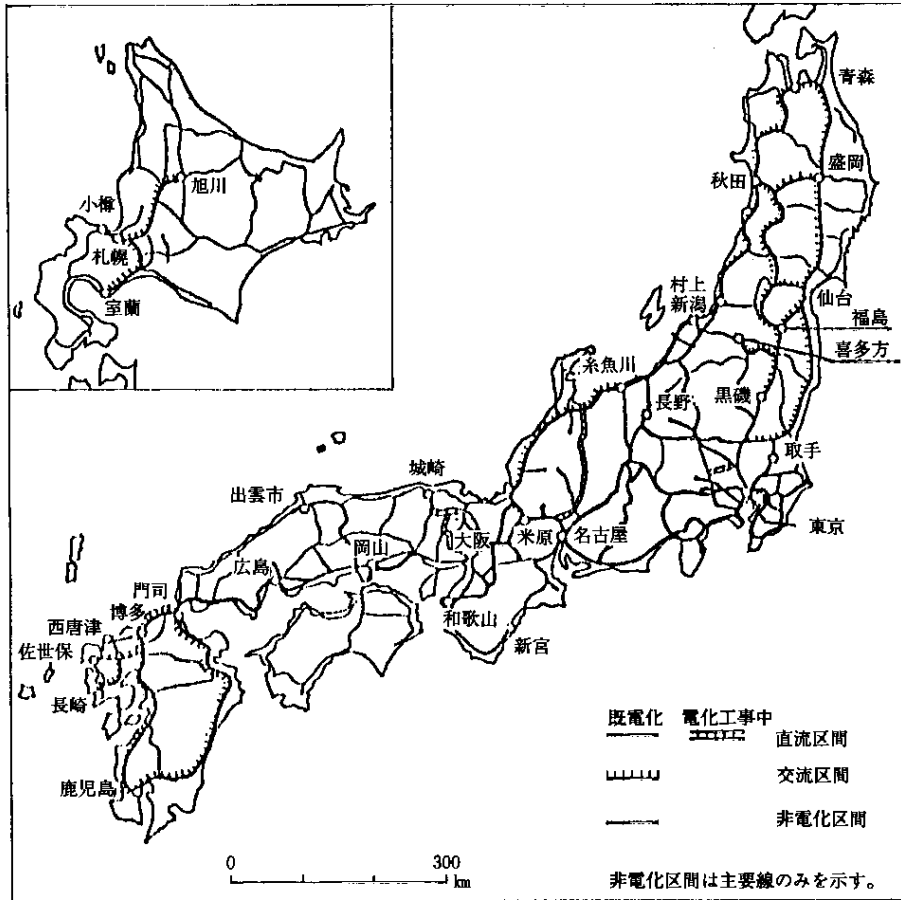 青森
盛岡
秋田
旭川
小樽
札幌
室蘭
村上
新潟
仙台
福島
喜多方
糸魚川
長野
黒磯
取手
城崎
出雲市
大阪
米原
名古屋
東京
岡山
広島
門司
博多
西唐津
佐世保
長崎
和歌山
新宮
鹿児島
既電化 電化工事中
直流区間
交流区間
非電化区間
0 300
km
非電化区間は主要線のみを示す。